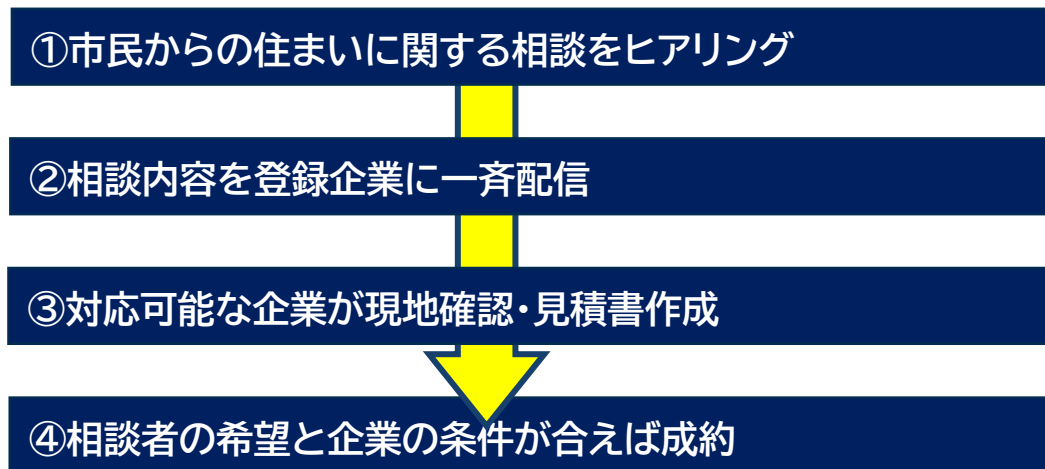 ①市民からの住まいに関する相談をヒアリング
②相談内容を登録企業に一斉配信
③対応可能な企業が現地確認・見積書作成
④相談者の希望と企業の条件が合えば成約